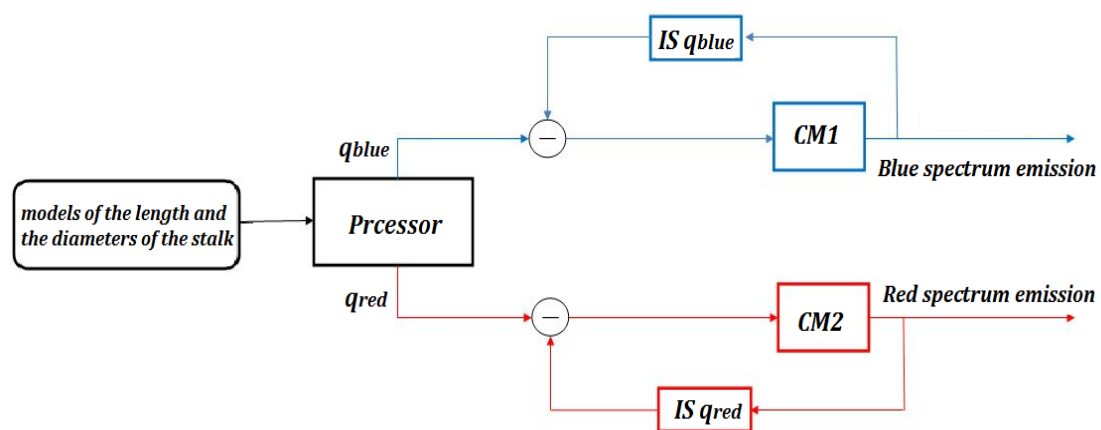 IS qblue
CM1
qblue
Blue spectrum emission
models of the length and
the diameters of the stalk
Prcessor
qred
Red spectrum emission
CM2
IS qred